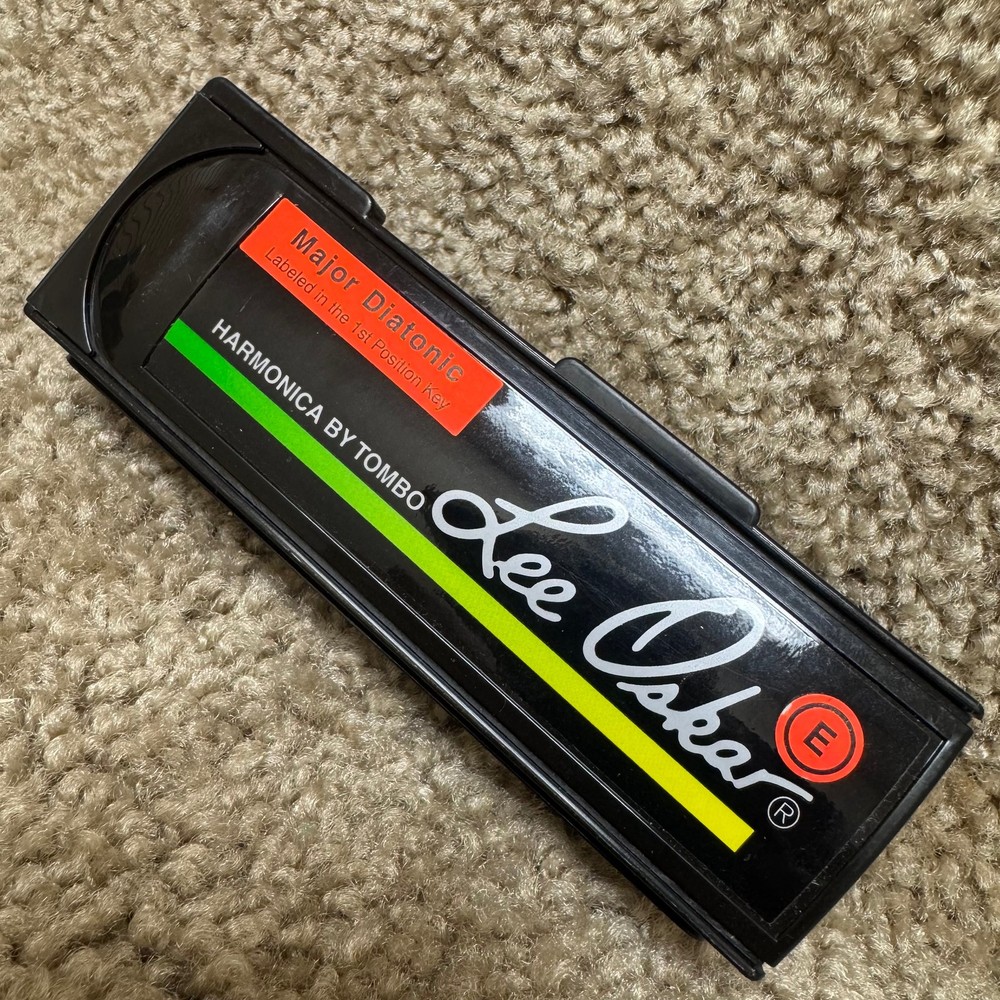 Major Diatonic
Labeled in the 1st Position Key
HARMONICA BY TOMBO
Lee Oskar ®
E